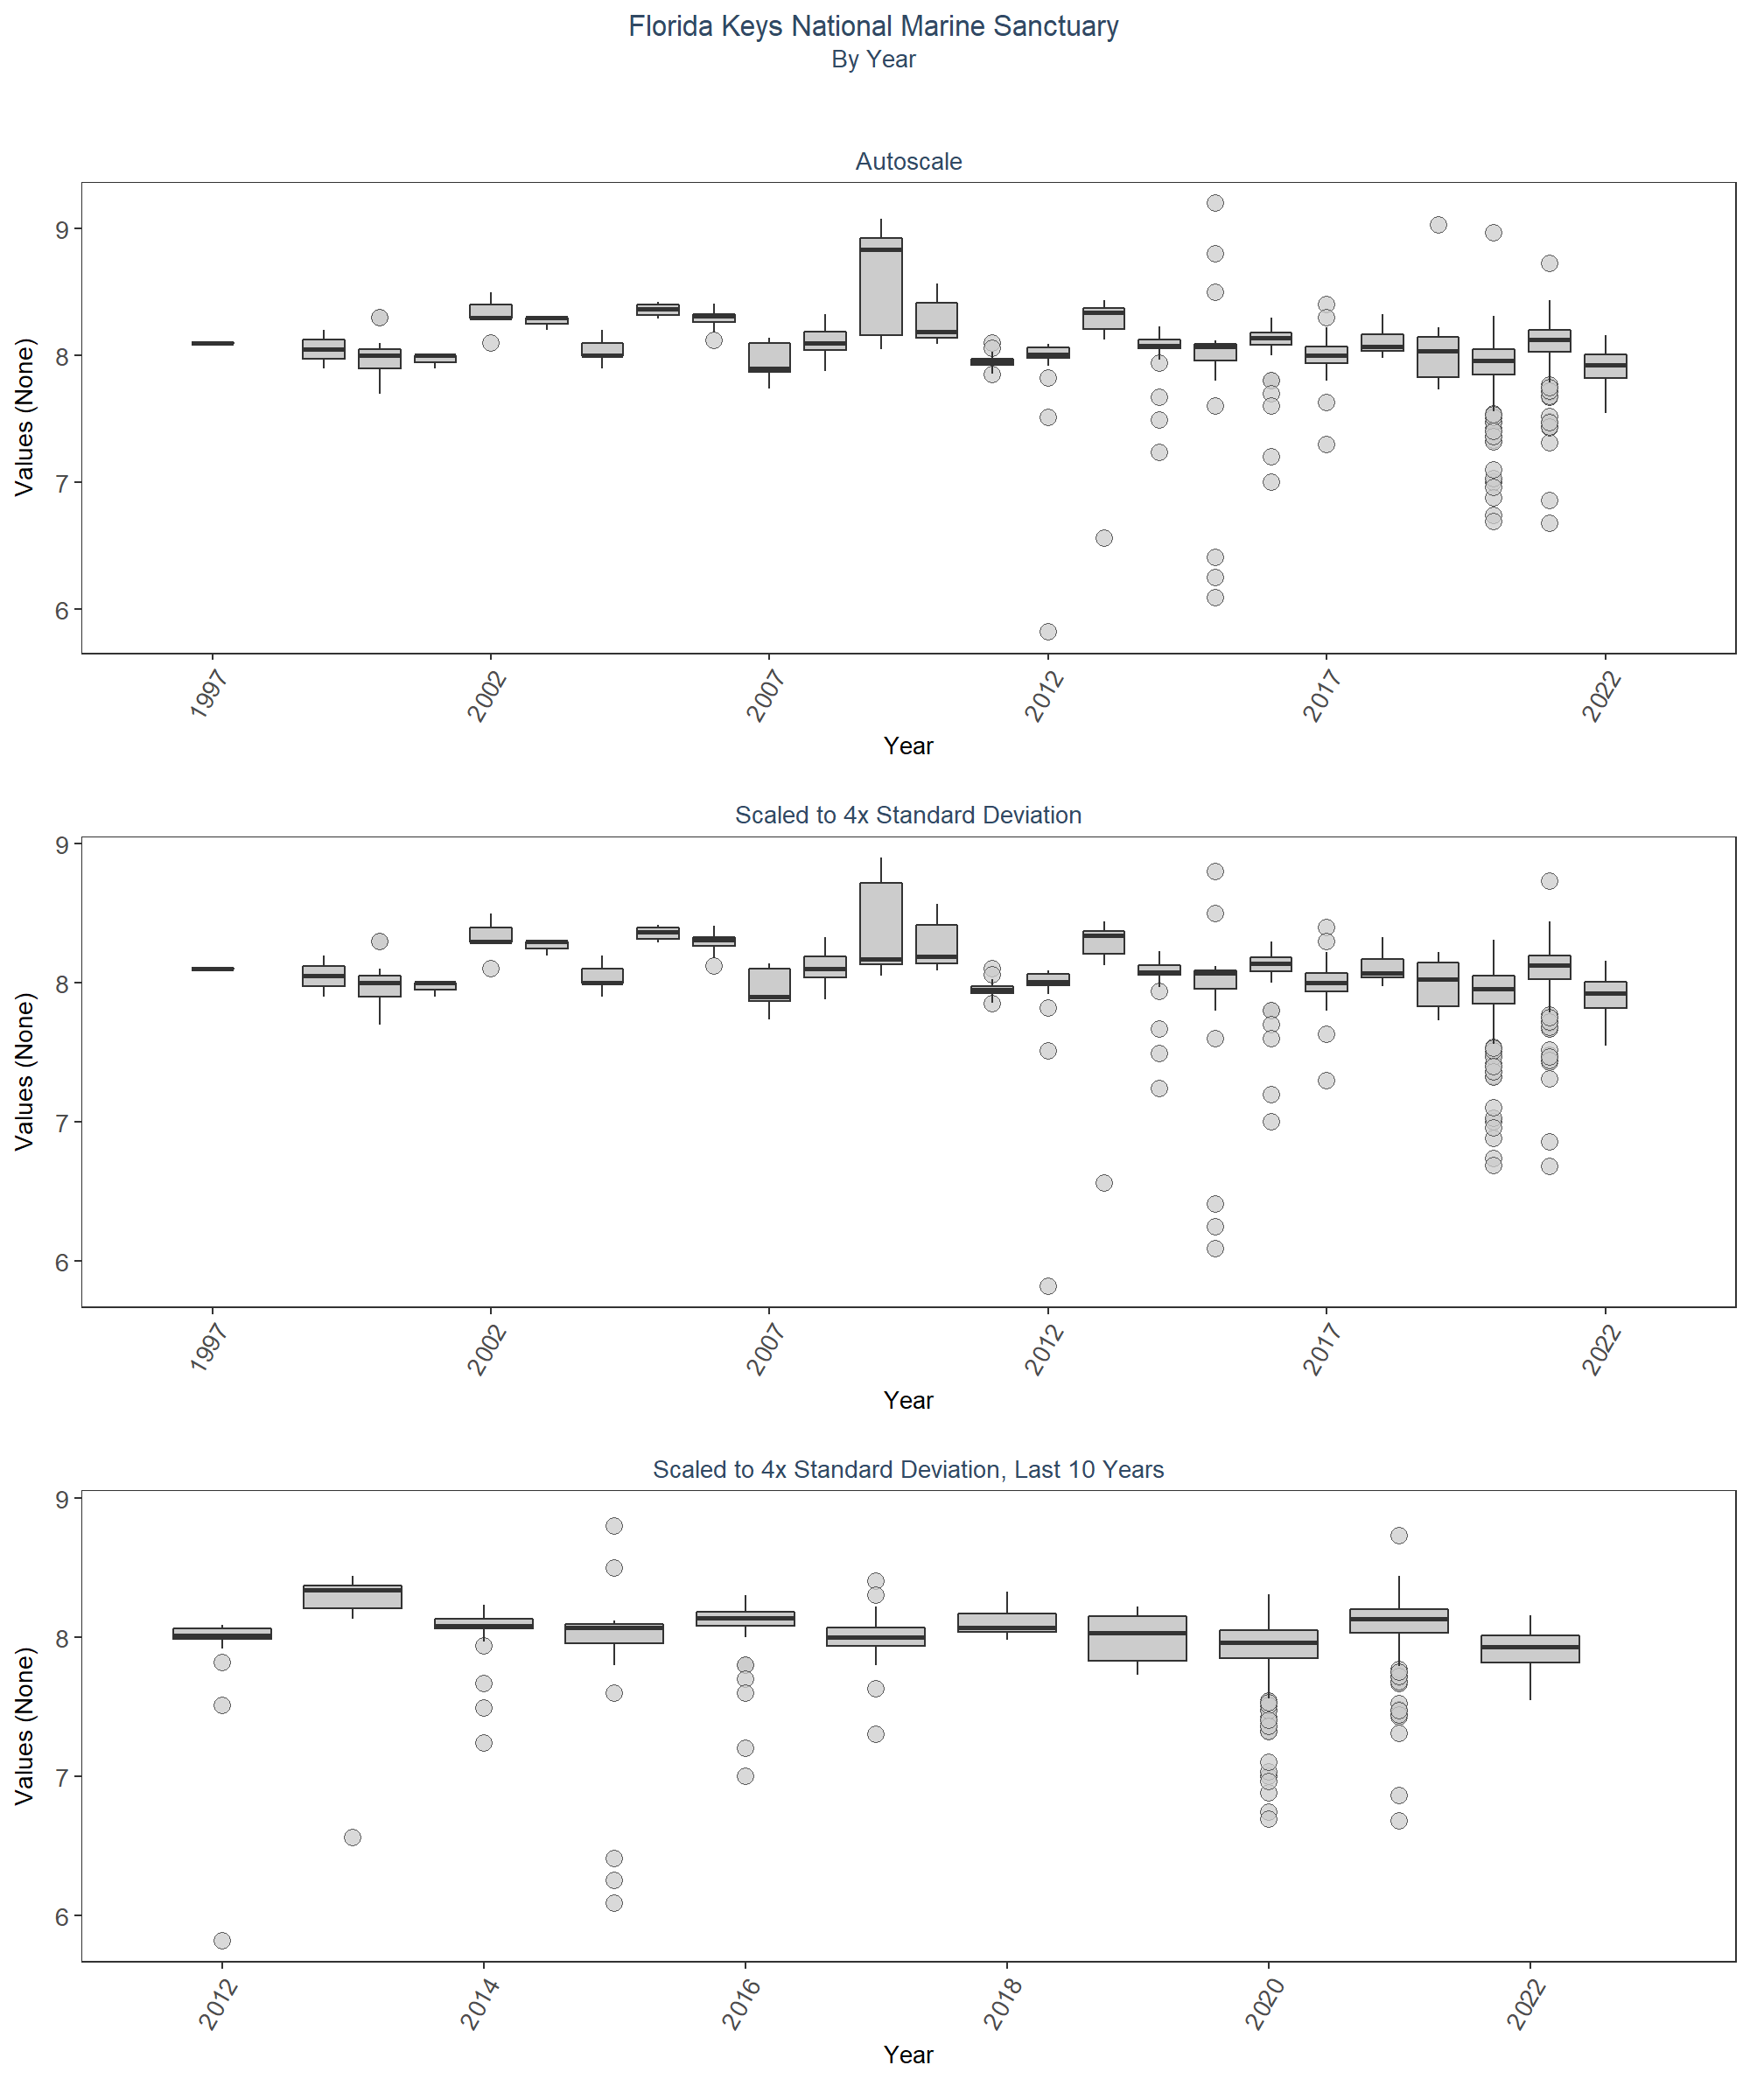 Florida Keys National Marine Sanctuary
By Year
Autoscale
Values (None)
9
8
7
6
1997
2002
2007
2012
2017
2022
Year
Scaled to 4x Standard Deviation
Values (None)
9
8
7
6
1997
2002
2007
2012
2017
2022
Year
Scaled to 4x Standard Deviation, Last 10 Years
Values (None)
9
8
7
6
2012
2014
2016
2018
2020
2022
Year